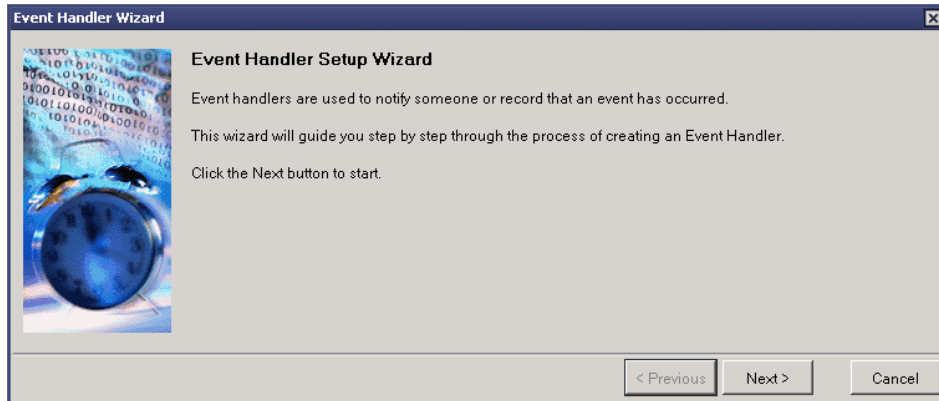 Event Handler Wizard
Event Handler Setup Wizard
Event handlers are used to notify someone or record that an event has occurred.
This wizard will guide you step by step through the process of creating an Event Handler.
Click the Next button to start.
< Previous
Next >
Cancel